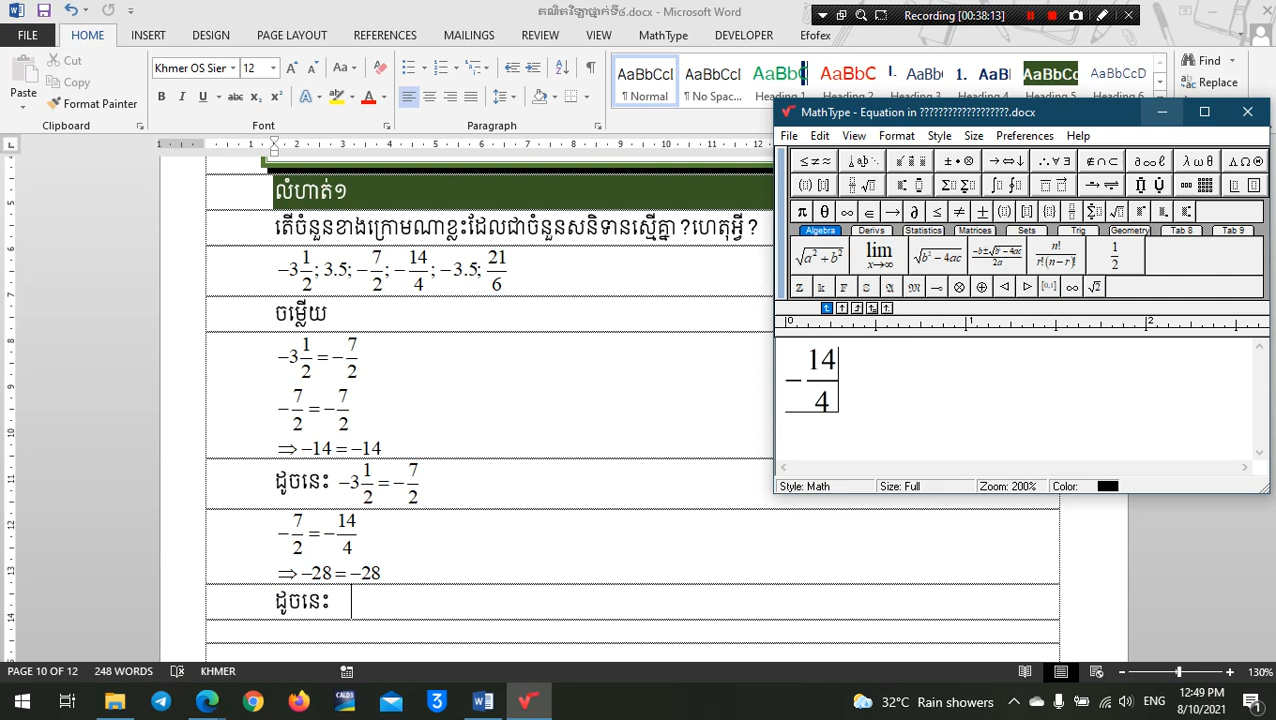 គណិតវិទ្យាថ្នាក់ទី៨.docx - Microsoft Word
Recording [00:38:13]
FILE HOME INSERT DESIGN PAGE LAYOUT REFERENCES MAILINGS REVIEW VIEW MathType DEVELOPER Efofex
Cut
Copy
Paste
Format Painter
Clipboard
Khmer OS Sier 12
Font
Paragraph
AaBbCcI AaBbCcI AaBbC AaBbCc AaBbC 1. AaB AaBbCc AaBbCcD
¶ Normal ¶ No Spac... Heading 1
Find
Replace
MathType - Equation in ???????????????????.docx
File Edit View Format Style Size Preferences Help
Algebra Derivs Statistics Matrices Sets Trig Geometry Tab 8 Tab 9
-14/4
Style: Math Size: Full Zoom: 200% Color:
លំហាត់១
តើចំនួនខាងក្រោមណាខ្លះដែលជាចំនួនសនិទានស្មើគ្នា ?ហេតុអ្វី ?
-3 1/2; 3.5; -7/2; -14/4; -3.5; 21/6
ចម្លើយ
-3 1/2 = -7/2
-7/2 = -7/2
⇒ -14 = -14
ដូចនេះ -3 1/2 = -7/2
-7/2 = -14/4
⇒ -28 = -28
ដូចនេះ
PAGE 10 OF 12 248 WORDS KHMER 130%
32°C Rain showers ENG 12:49 PM
8/10/2021